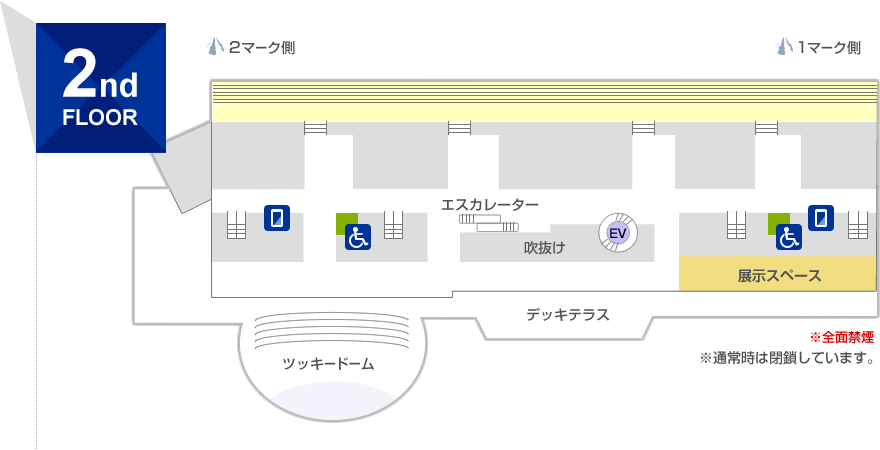 2nd
FLOOR
2マーク側
1マーク側
エスカレーター
吹抜け
EV
展示スペース
デッキテラス
ツッキードーム
※全面禁煙
※通常時は閉鎖しています。